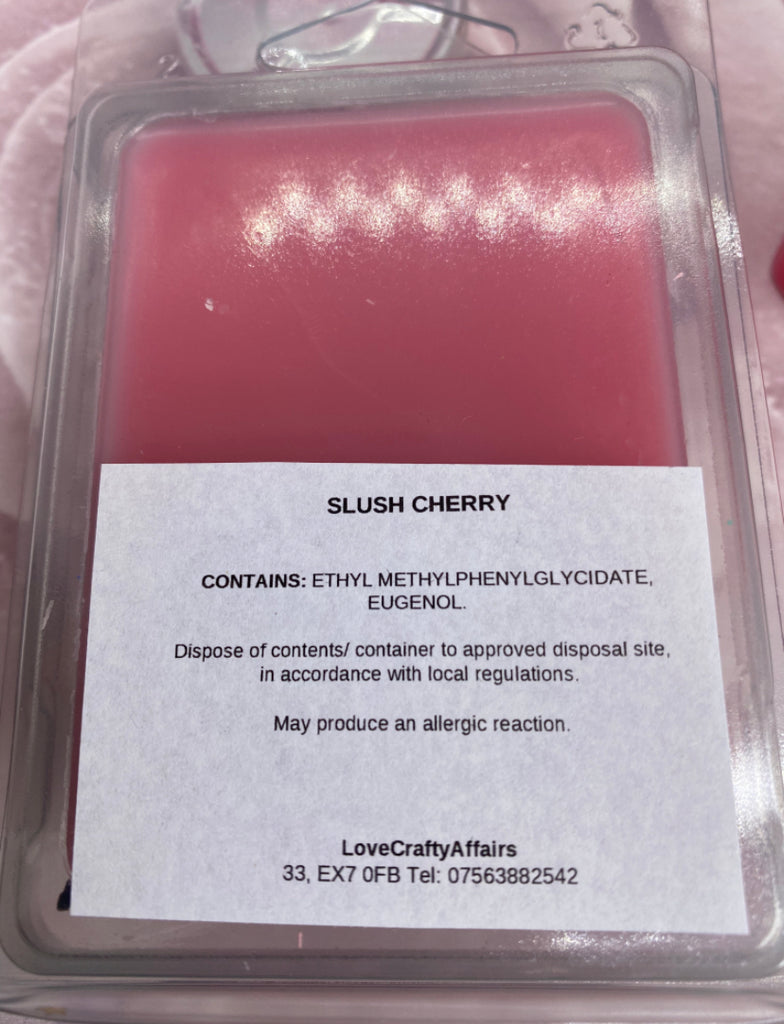 SLUSH CHERRY
CONTAINS: ETHYL METHYLPHENYLGLYCIDATE,
EUGENOL.
Dispose of contents/ container to approved disposal site,
in accordance with local regulations.
May produce an allergic reaction.
LoveCraftyAffairs
33, EX7 0FB Tel: 07563882542